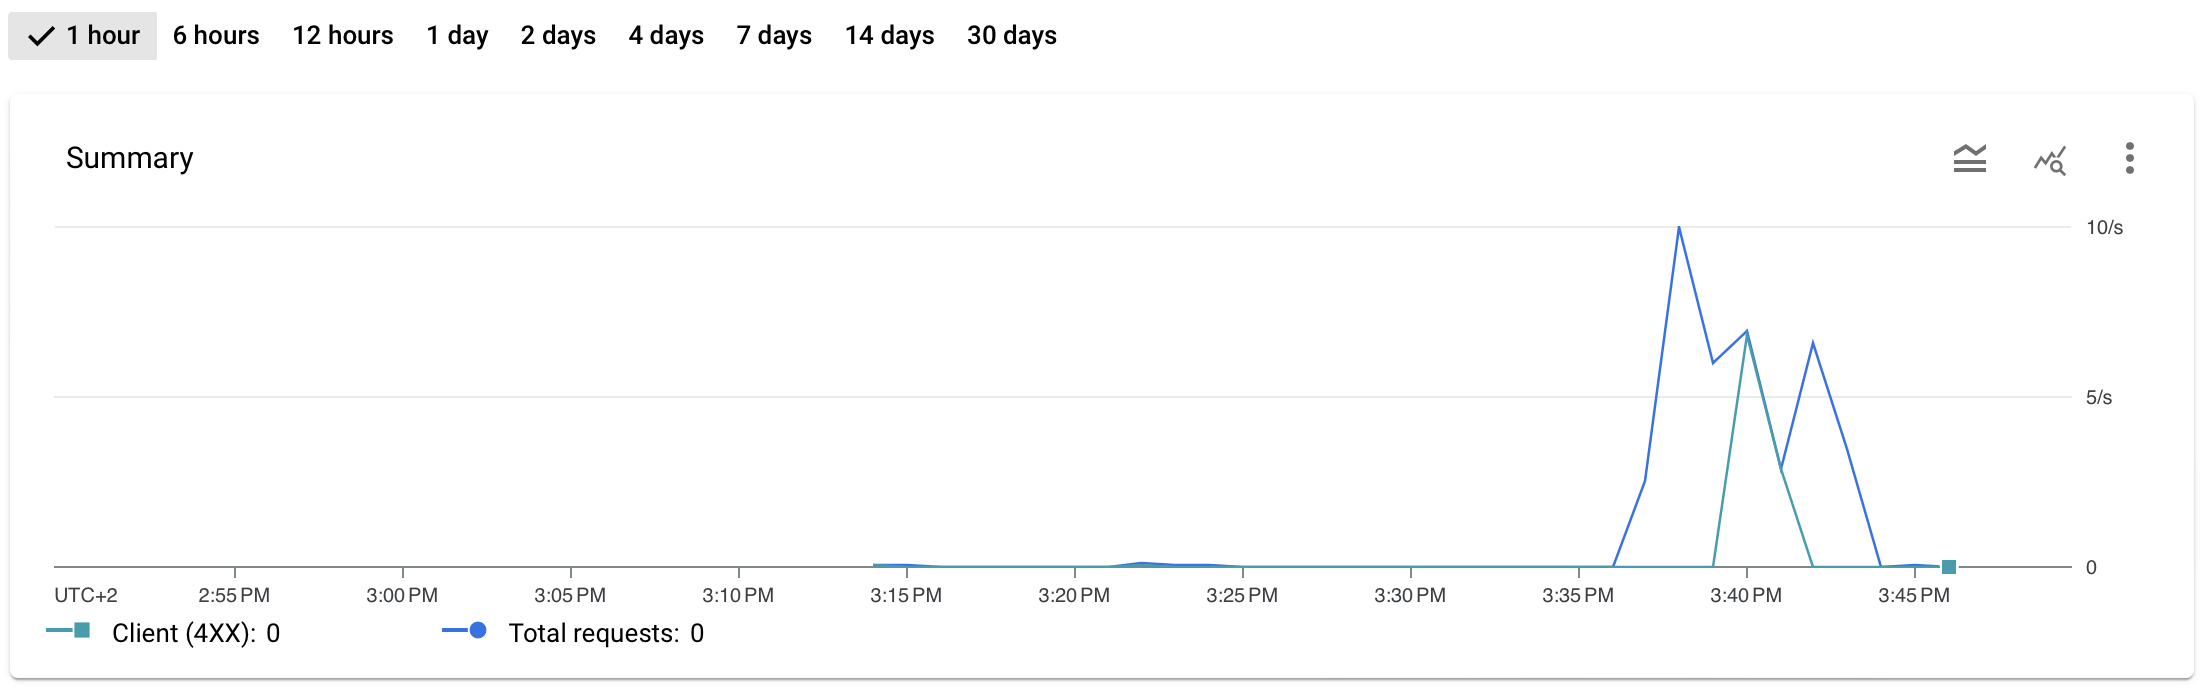 1 hour 6 hours 12 hours 1 day 2 days 4 days 7 days 14 days 30 days
Summary
10/s
5/s
0
UTC+2 2:55 PM 3:00 PM 3:05 PM 3:10 PM 3:15 PM 3:20 PM 3:25 PM 3:30 PM 3:35 PM 3:40 PM 3:45 PM
Client (4XX): 0 Total requests: 0